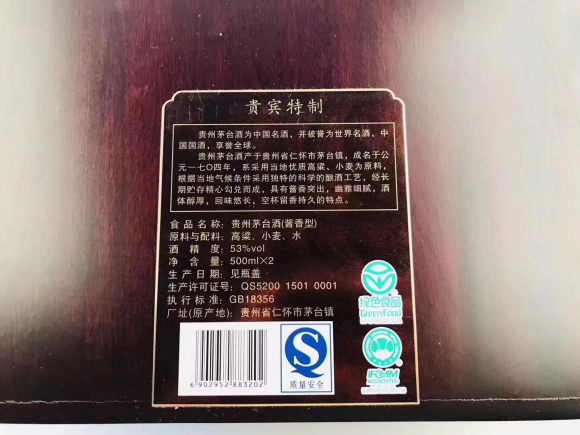 贵宾特制
贵州茅台酒为中国名酒，并被誉为世界名酒，中
国国酒，享誉全球。
贵州茅台酒产于贵州省仁怀市茅台镇，成名于公
元一七〇四年，系采用当地优质高粱、小麦为原料，
根据当地气候条件采用独特的科学的酿酒工艺，经长
期贮存精心勾兑而成，具有酱香突出，幽雅细腻，酒
体醇厚，回味悠长，空杯留香持久的特点。
食品名称：贵州茅台酒(酱香型)
原料与配料：高粱、小麦、水
酒精度：53%vol
净含量：500ml×2
生产日期：见瓶盖
生产许可证号：QS5200 1501 0001
执行标准：GB18356
厂址(原产地)：贵州省仁怀市茅台镇
绿色食品
GreenFood
质量安全
6 902952 883202